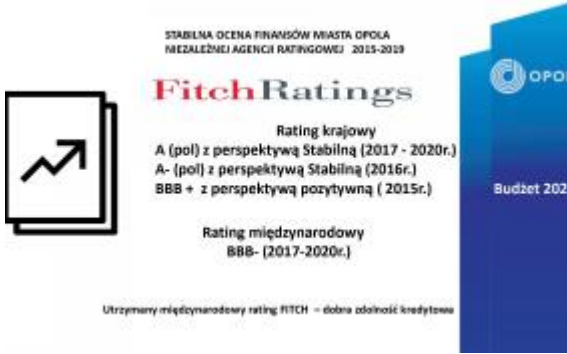 STABILNA OCENA FINANSÓW MIASTA OPOLA
NIEZALEŻNEJ AGENCJI RATINGOWEJ 2015-2019
FitchRatings
Rating krajowy
A (pol) z perspektywą Stabilną (2017 - 2020r.)
A- (pol) z perspektywą Stabilną (2016r.)
BBB + z perspektywą pozytywną ( 2015r.)
Rating międzynarodowy
BBB- (2017-2020r.)
Utrzymany międzynarodowy rating FITCH – dobra zdolność kredytowa
OPOL
Budżet 202